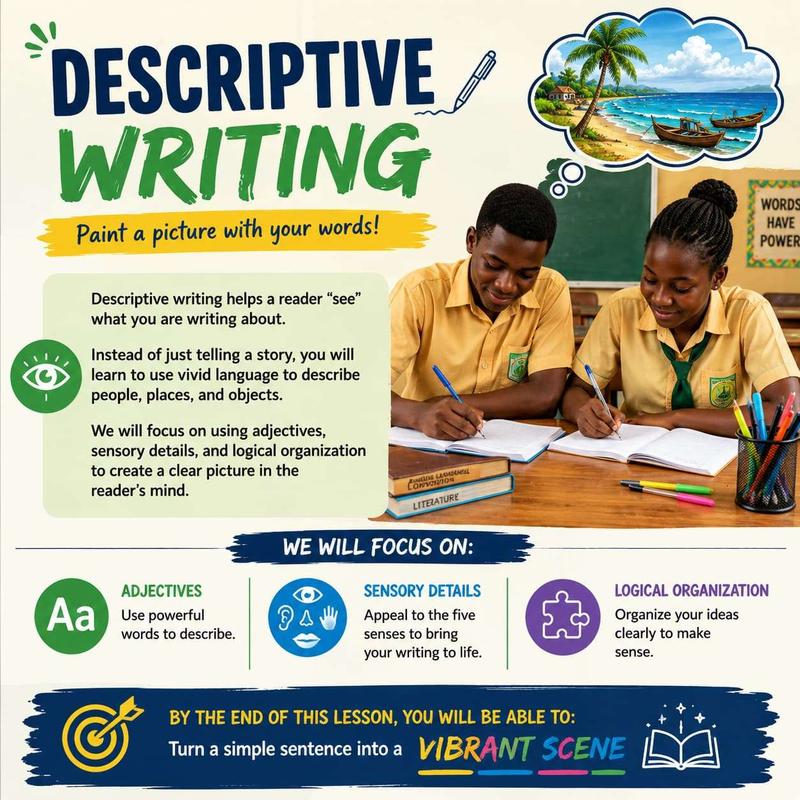 DESCRIPTIVE
WRITING
Paint a picture with your words!
Descriptive writing helps a reader “see”
what you are writing about.
Instead of just telling a story, you will
learn to use vivid language to describe
people, places, and objects.
We will focus on using adjectives,
sensory details, and logical organization
to create a clear picture in the
reader’s mind.
WORDS
HAVE
POWER
LITERATURE
WE WILL FOCUS ON:
Aa
ADJECTIVES
Use powerful
words to describe.
SENSORY DETAILS
Appeal to the five
senses to bring
your writing to life.
LOGICAL ORGANIZATION
Organize your ideas
clearly to make
sense.
BY THE END OF THIS LESSON, YOU WILL BE ABLE TO:
Turn a simple sentence into a VIBRANT SCENE